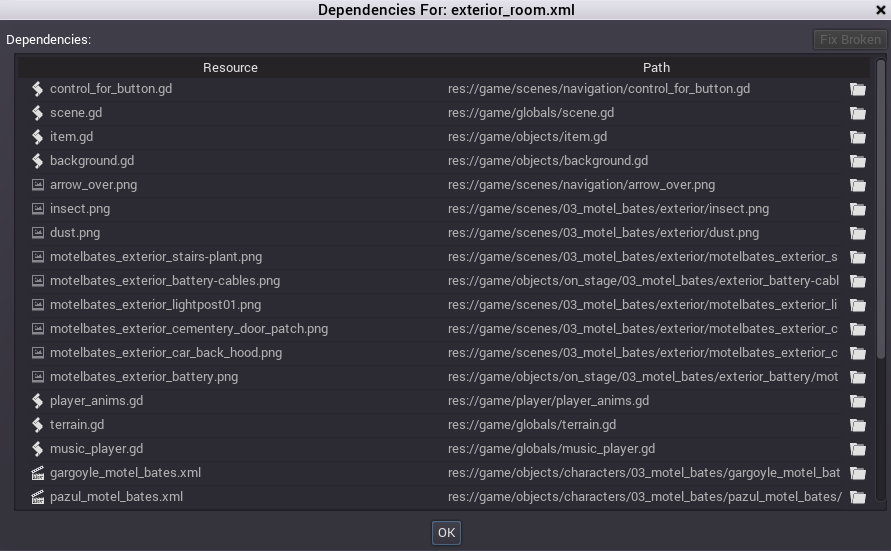 Dependencies For: exterior_room.xml
Dependencies:
Fix Broken
Resource Path
control_for_button.gd res://game/scenes/navigation/control_for_button.gd
scene.gd res://game/globals/scene.gd
item.gd res://game/objects/item.gd
background.gd res://game/objects/background.gd
arrow_over.png res://game/scenes/navigation/arrow_over.png
insect.png res://game/scenes/03_motel_bates/exterior/insect.png
dust.png res://game/scenes/03_motel_bates/exterior/dust.png
motelbates_exterior_stairs-plant.png res://game/scenes/03_motel_bates/exterior/motelbates_exterior_s
motelbates_exterior_battery-cables.png res://game/objects/on_stage/03_motel_bates/exterior_battery-cabl
motelbates_exterior_lightpost01.png res://game/scenes/03_motel_bates/exterior/motelbates_exterior_li
motelbates_exterior_cementery_door_patch.png res://game/scenes/03_motel_bates/exterior/motelbates_exterior_c
motelbates_exterior_car_back_hood.png res://game/scenes/03_motel_bates/exterior/motelbates_exterior_c
motelbates_exterior_battery.png res://game/objects/on_stage/03_motel_bates/exterior_battery/mot
player_anims.gd res://game/player/player_anims.gd
terrain.gd res://game/globals/terrain.gd
music_player.gd res://game/globals/music_player.gd
gargoyle_motel_bates.xml res://game/objects/characters/03_motel_bates/gargoyle_motel_bat
pazul_motel_bates.xml res://game/objects/characters/03_motel_bates/pazul_motel_bates/
OK